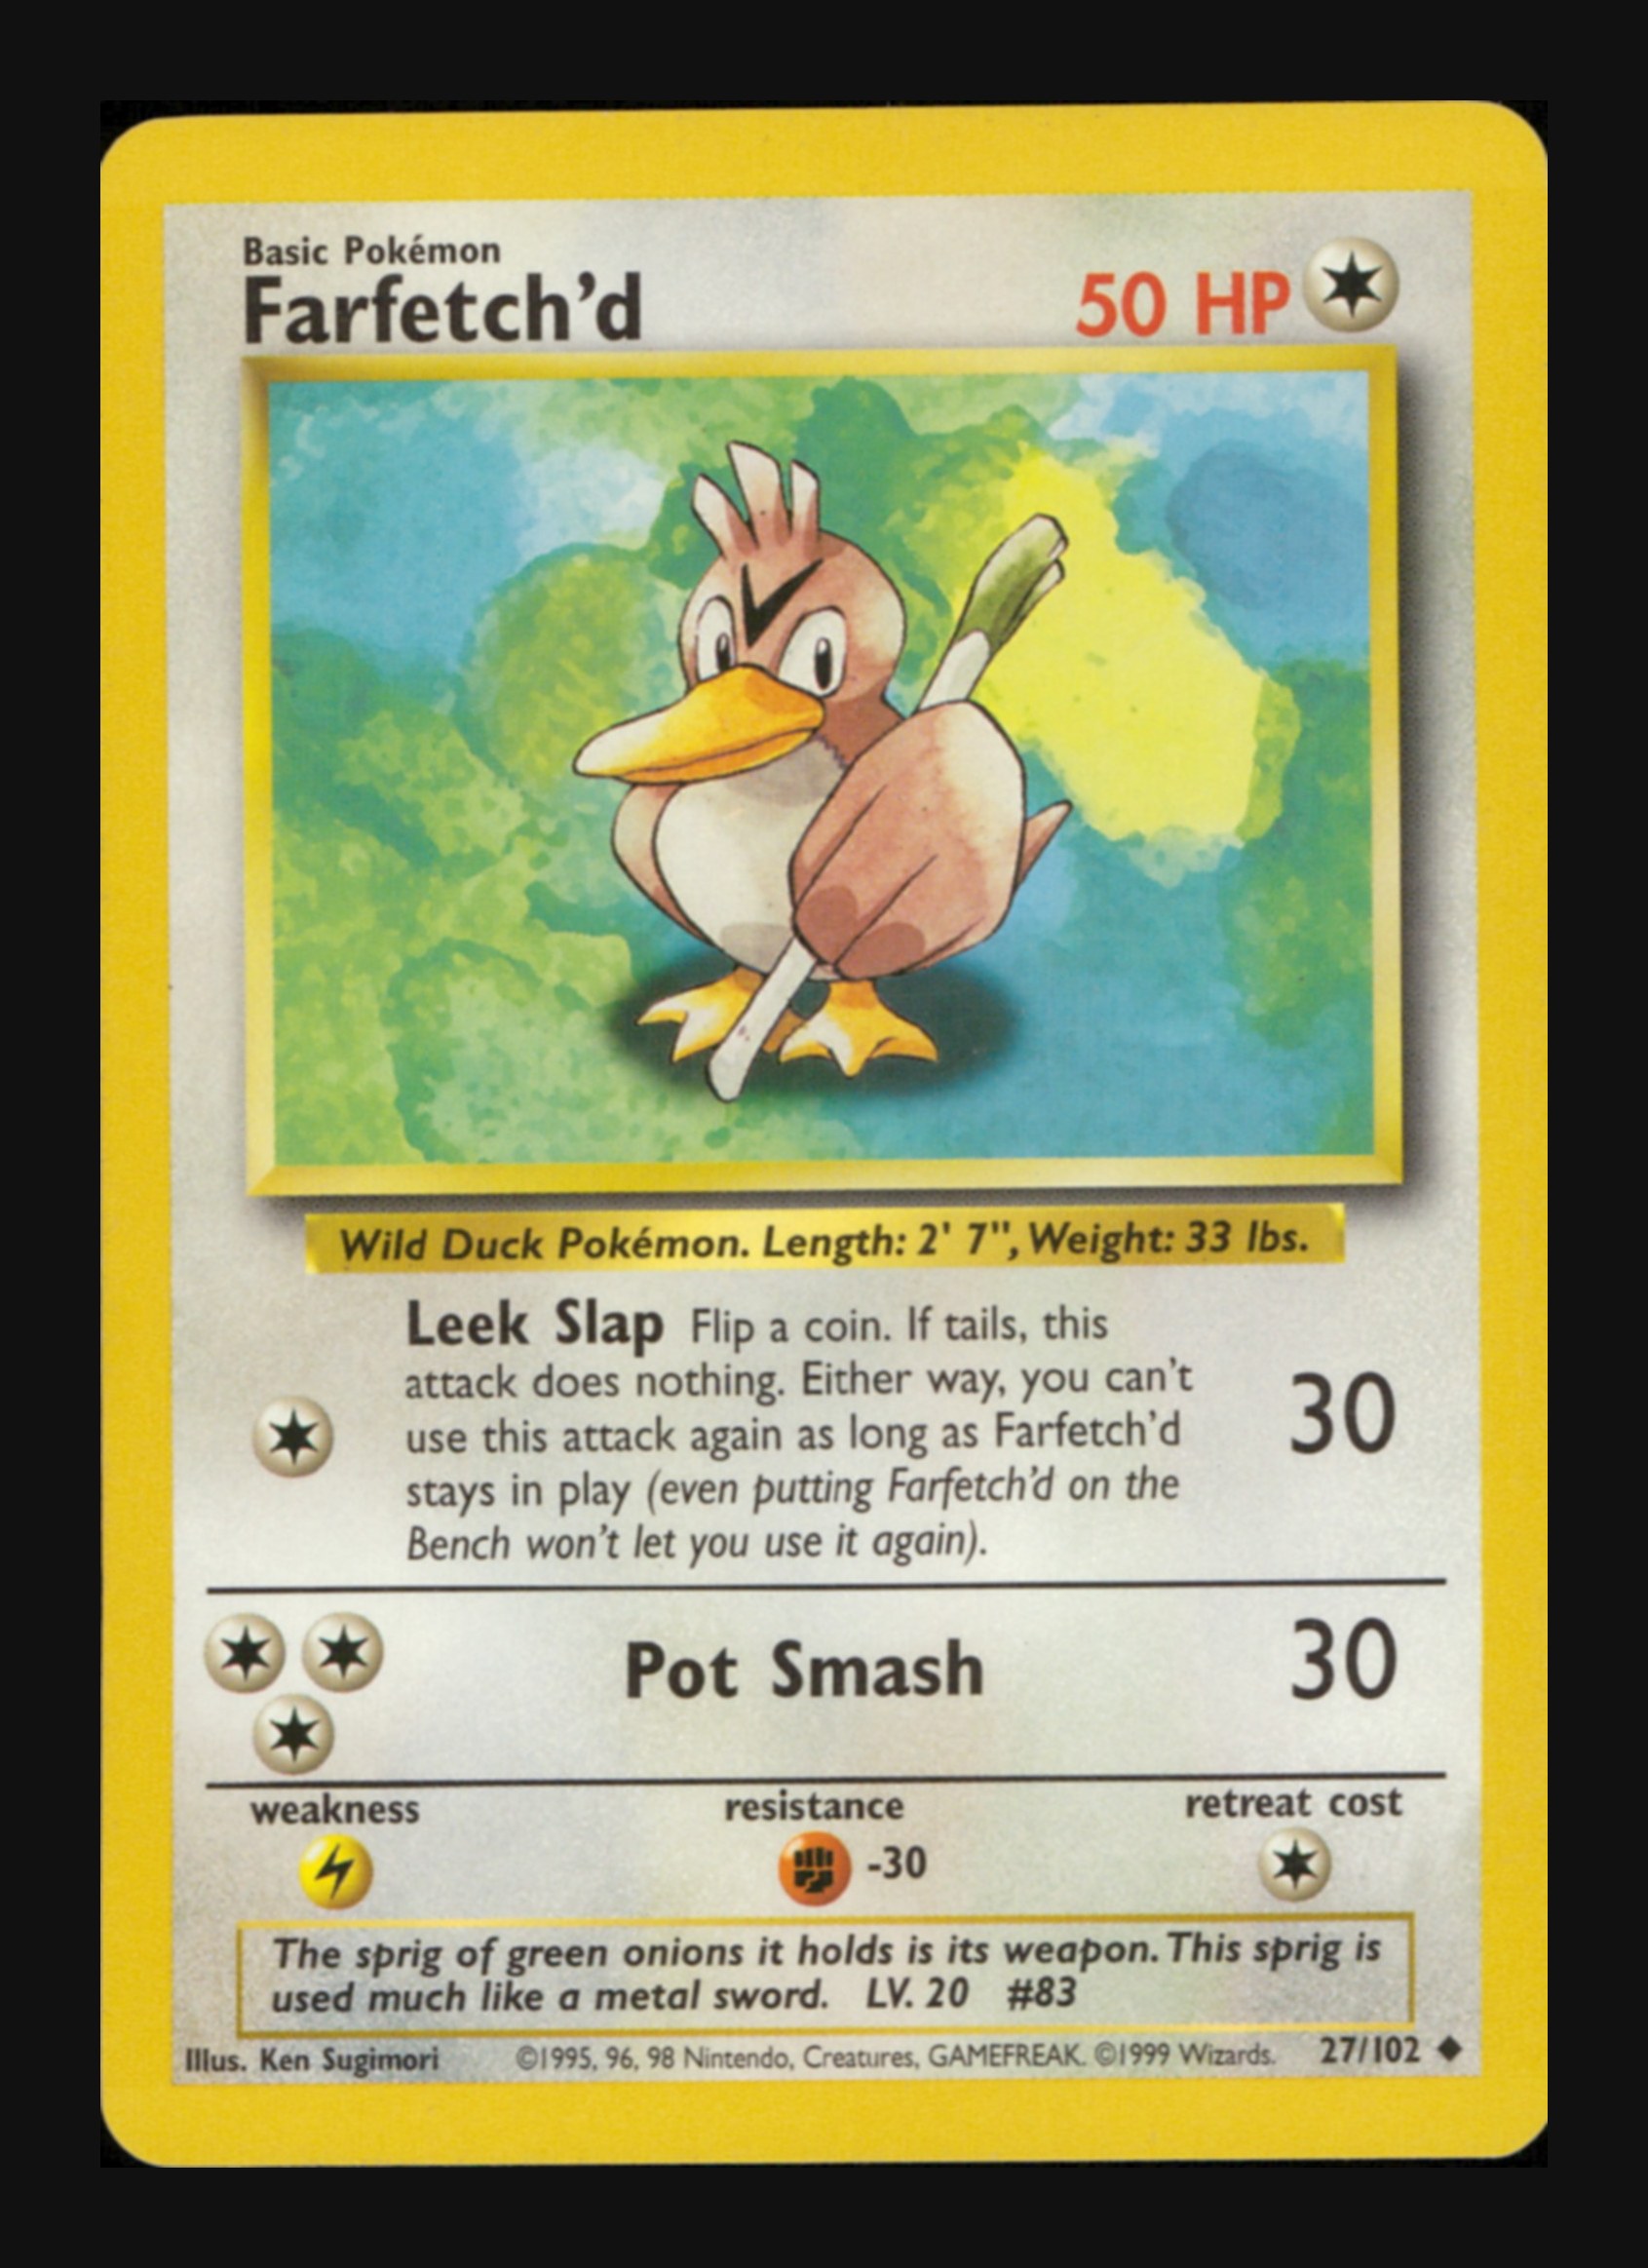 Basic Pokémon
Farfetch'd
50 HP
Wild Duck Pokémon. Length: 2' 7", Weight: 33 lbs.
Leek Slap Flip a coin. If tails, this
attack does nothing. Either way, you can't
use this attack again as long as Farfetch'd
stays in play (even putting Farfetch'd on the
Bench won't let you use it again).
30
Pot Smash
30
weakness
resistance
retreat cost
-30
The sprig of green onions it holds is its weapon. This sprig is
used much like a metal sword. LV. 20 #83
Illus. Ken Sugimori
©1995, 96, 98 Nintendo, Creatures, GAMEFREAK. ©1999 Wizards.
27/102